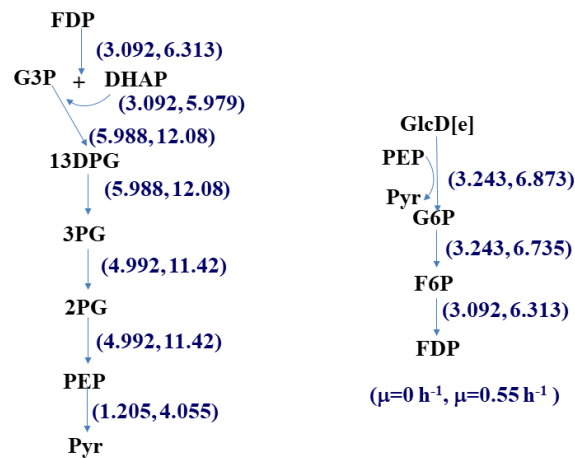 FDP
(3.092, 6.313)
G3P + DHAP
(3.092, 5.979)
(5.988, 12.08)
13DPG
(5.988, 12.08)
3PG
(4.992, 11.42)
2PG
(4.992, 11.42)
PEP
(1.205, 4.055)
Pyr
GlcD[e]
PEP
(3.243, 6.873)
Pyr
G6P
(3.243, 6.735)
F6P
(3.092, 6.313)
FDP
(μ=0 h-1, μ=0.55 h-1 )